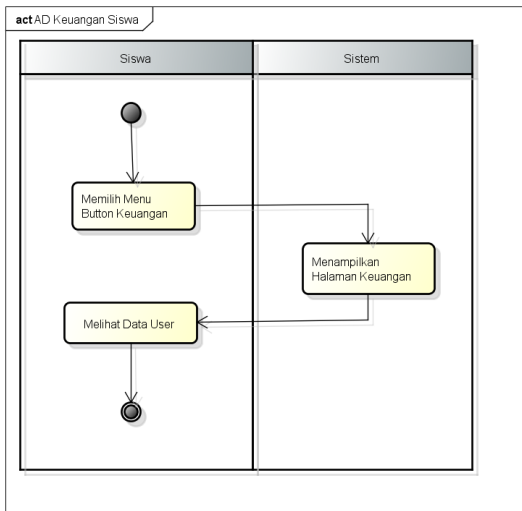 act AD Keuangan Siswa
Siswa
Sistem
Memilih Menu
Button Keuangan
Menampilkan
Halaman Keuangan
Melihat Data User